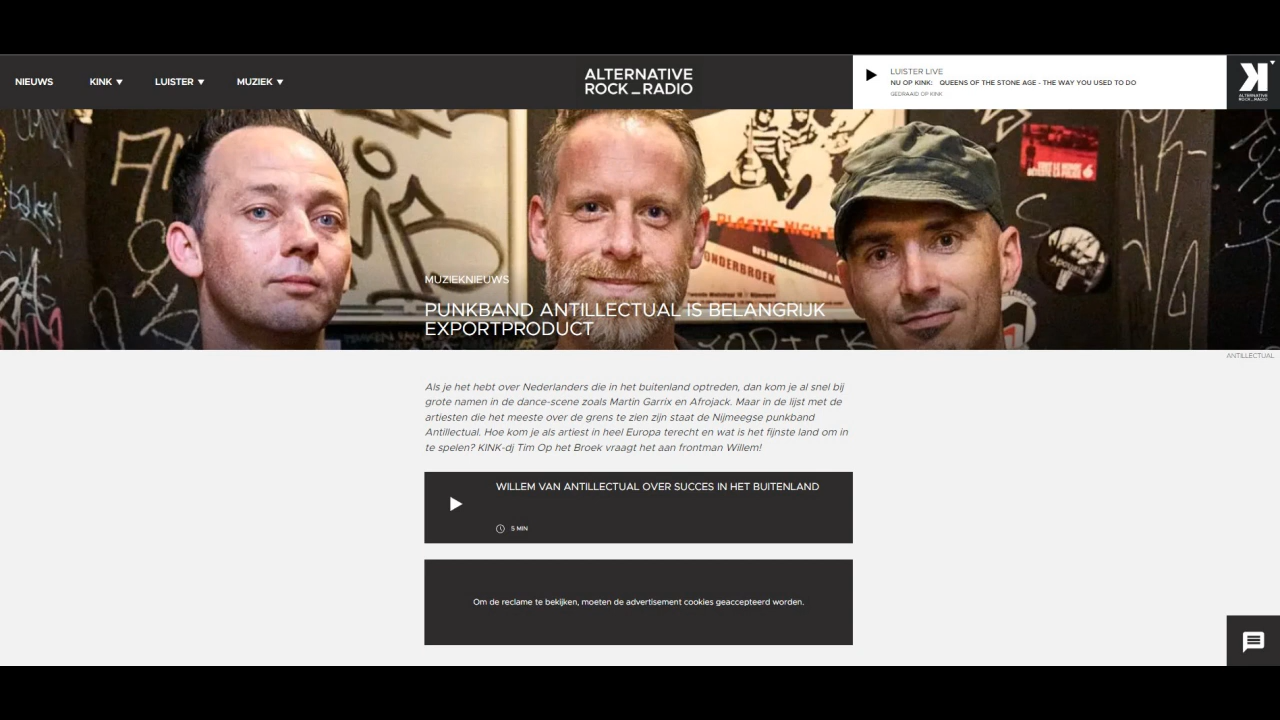 NIEUWS
KINK
LUISTER
MUZIEK
ALTERNATIVE
ROCK_RADIO
LUISTER LIVE
NU OP KINK: QUEENS OF THE STONE AGE - THE WAY YOU USED TO DO
GEDRAAID OP KINK
K
ALTERNATIVE
ROCK_RADIO
PLASTIC
ONDERBROEK
MUZIEKNIEUWS
PUNKBAND ANTILLECTUAL IS BELANGRIJK
EXPORTPRODUCT
ANTILLECTUAL
Als je het hebt over Nederlanders die in het buitenland optreden, dan kom je al snel bij
grote namen in de dance-scene zoals Martin Garrix en Afrojack. Maar in de lijst met de
artiesten die het meeste over de grens te zien zijn staat de Nijmeegse punkband
Antillectual. Hoe kom je als artiest in heel Europa terecht en wat is het fijnste land om in
te spelen? KINK-dj Tim Op het Broek vraagt het aan frontman Willem!
WILLEM VAN ANTILLECTUAL OVER SUCCES IN HET BUITENLAND
5 MIN
Om de reclame te bekijken, moeten de advertisement cookies geaccepteerd worden.